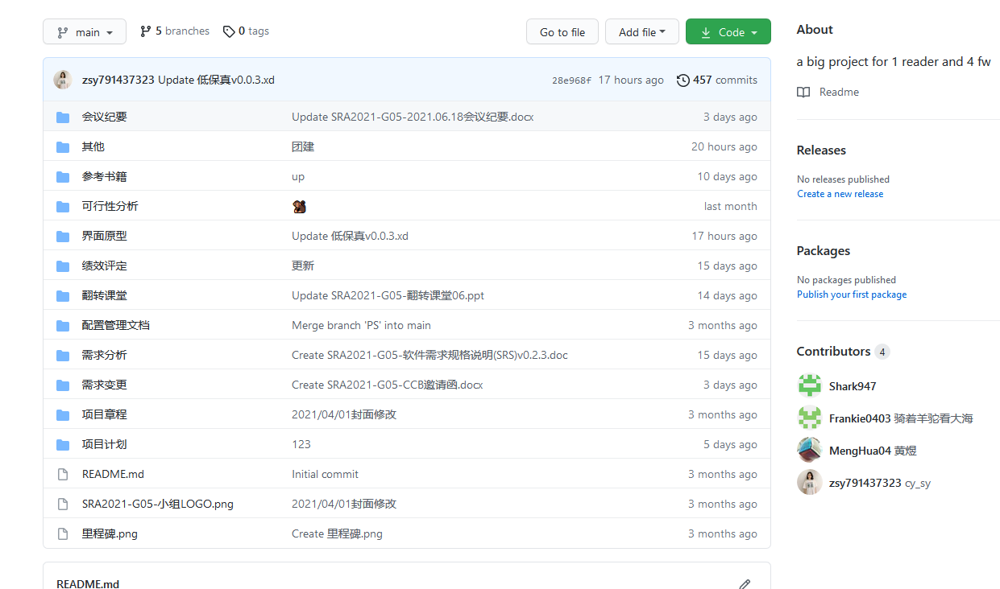 main 5 branches 0 tags Go to file Add file Code
zsy791437323 Update 低保真v0.0.3.xd 28e968f 17 hours ago 457 commits
会议纪要 Update SRA2021-G05-2021.06.18会议纪要.docx 3 days ago
其他 团建 20 hours ago
参考书籍 up 10 days ago
可行性分析 last month
界面原型 Update 低保真v0.0.3.xd 17 hours ago
绩效评定 更新 15 days ago
翻转课堂 Update SRA2021-G05-翻转课堂06.ppt 14 days ago
配置管理文档 Merge branch 'PS' into main 3 months ago
需求分析 Create SRA2021-G05-软件需求规格说明(SRS)v0.2.3.doc 15 days ago
需求变更 Create SRA2021-G05-CCB邀请函.docx 3 days ago
项目章程 2021/04/01封面修改 3 months ago
项目计划 123 5 days ago
README.md Initial commit 3 months ago
SRA2021-G05-小组LOGO.png 2021/04/01封面修改 3 months ago
里程碑.png Create 里程碑.png 3 months ago
README.md
About
a big project for 1 reader and 4 fw
Readme
Releases
No releases published
Create a new release
Packages
No packages published
Publish your first package
Contributors 4
Shark947
Frankie0403 骑着羊驼看大海
MengHua04 黄煜
zsy791437323 cy_sy